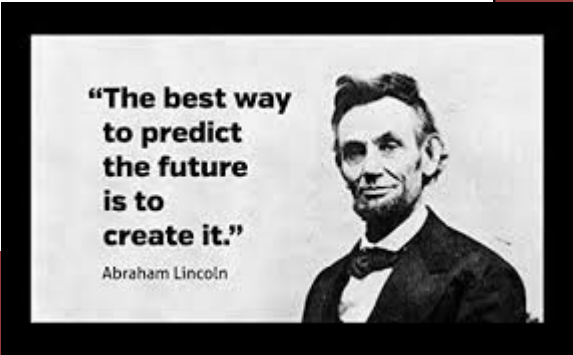 “The best way
to predict
the future
is to
create it.”
Abraham Lincoln